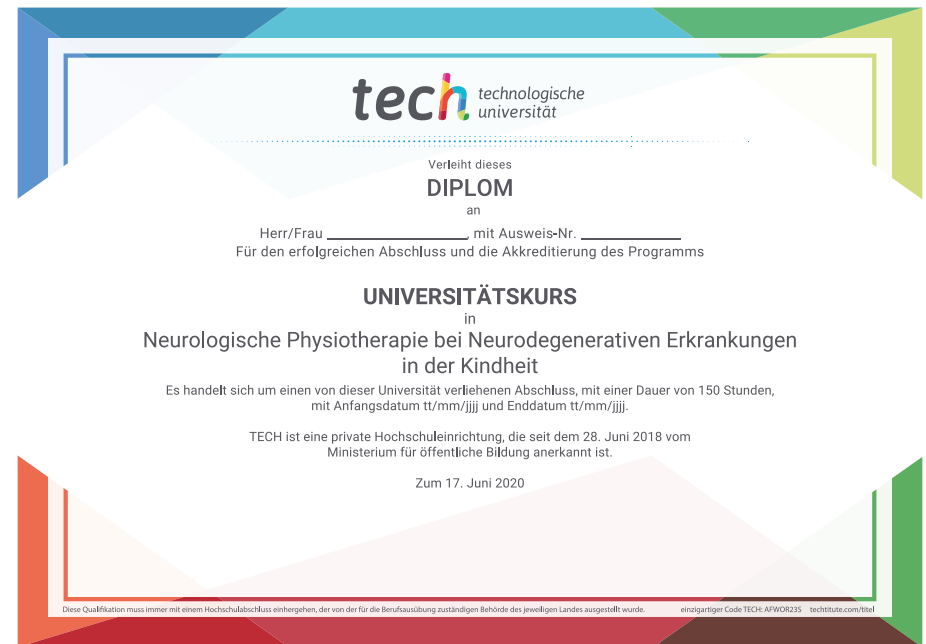 tech technologische
universität
Verleiht dieses
DIPLOM
an
Herr/Frau ____________, mit Ausweis-Nr. ____________
Für den erfolgreichen Abschluss und die Akkreditierung des Programms
UNIVERSITÄTSKURS
in
Neurologische Physiotherapie bei Neurodegenerativen Erkrankungen
in der Kindheit
Es handelt sich um einen von dieser Universität verliehenen Abschluss, mit einer Dauer von 150 Stunden,
mit Anfangsdatum tt/mm/jjjj und Enddatum tt/mm/jjjj.
TECH ist eine private Hochschuleinrichtung, die seit dem 28. Juni 2018 vom
Ministerium für öffentliche Bildung anerkannt ist.
Zum 17. Juni 2020
Diese Qualifikation muss immer mit einem Hochschulabschluss einhergehen, der von der für die Berufsausübung zuständigen Behörde des jeweiligen Landes ausgestellt wurde. einzigartiger Code TECH: AFWOR23S techtitute.com/titel